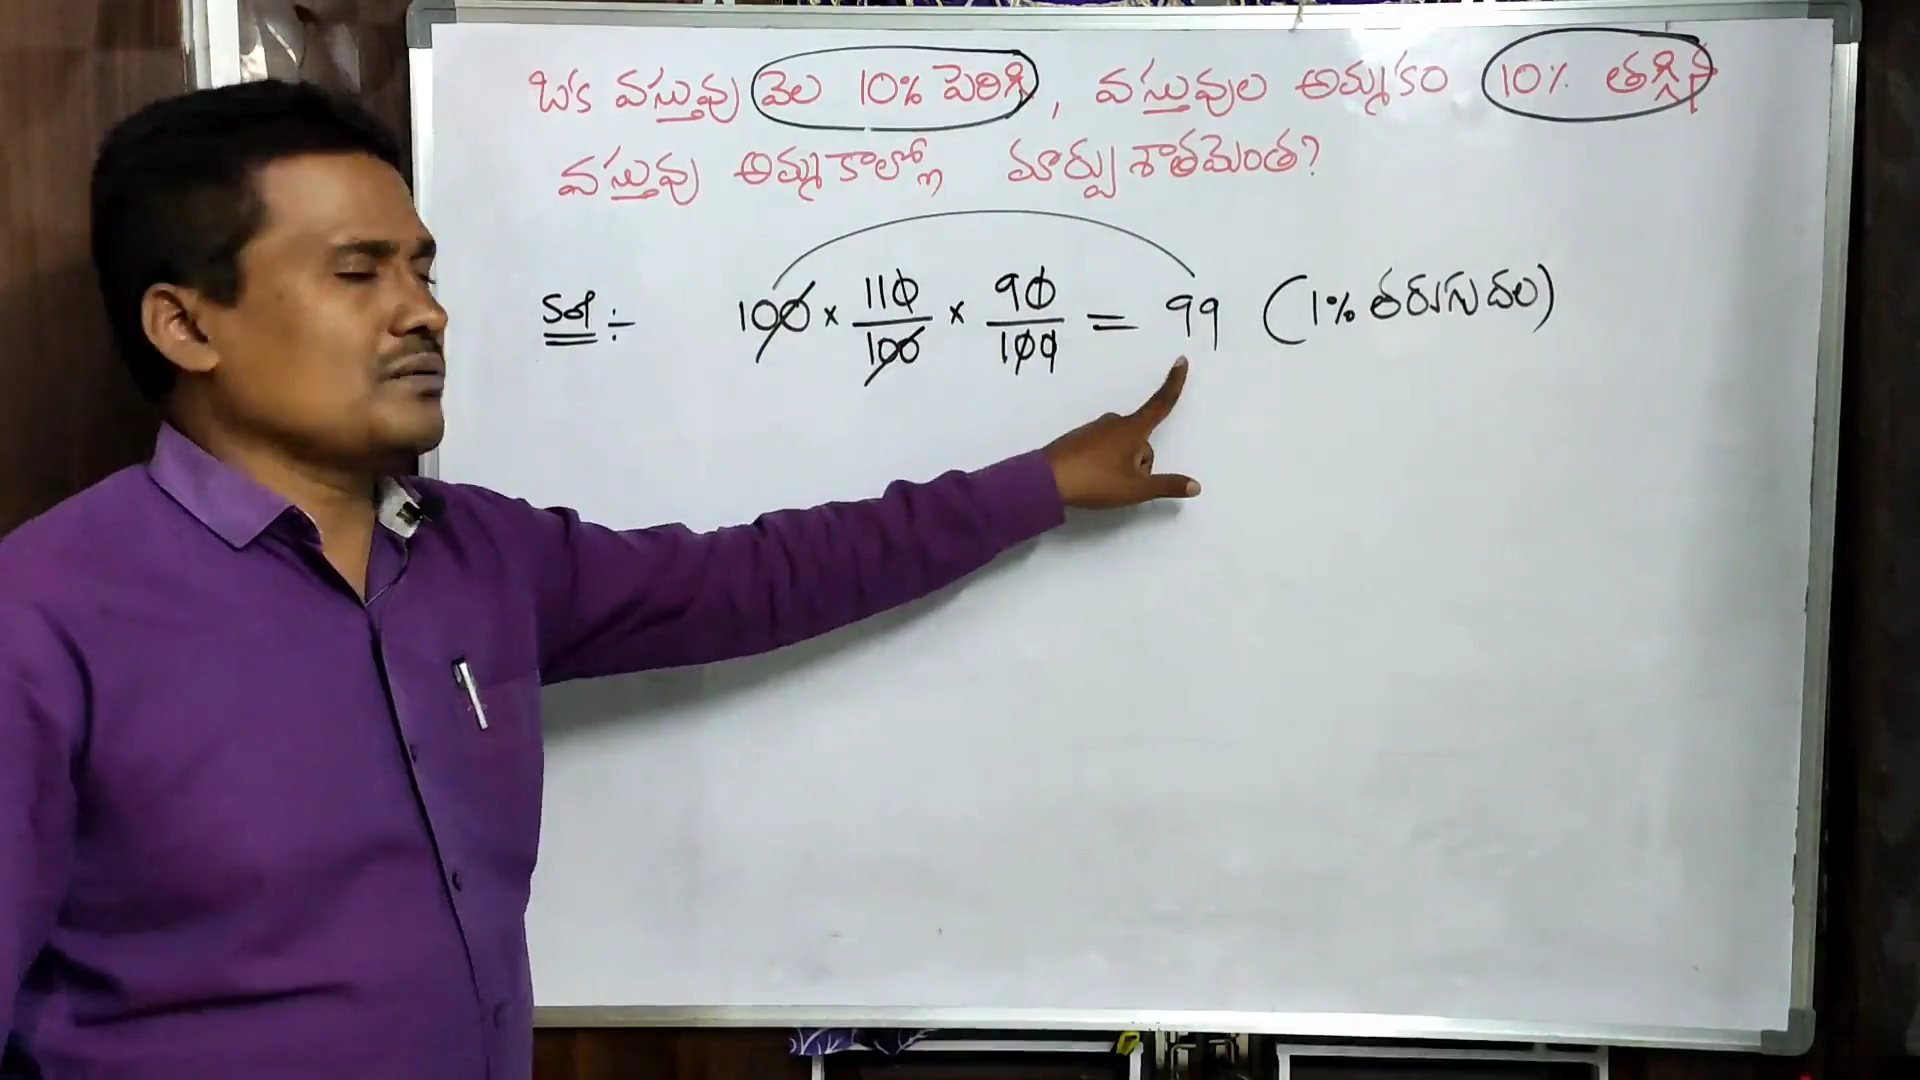 ఒక వస్తువు వెల 10% పెరిగి, వస్తువుల అమ్మకం 10% తగ్గిన
వస్తువు అమ్మకాల్లో మార్పు శాతమెంత?
Sol :- 100 × 110/100 × 90/100 = 99 (1% తరుగుదల)